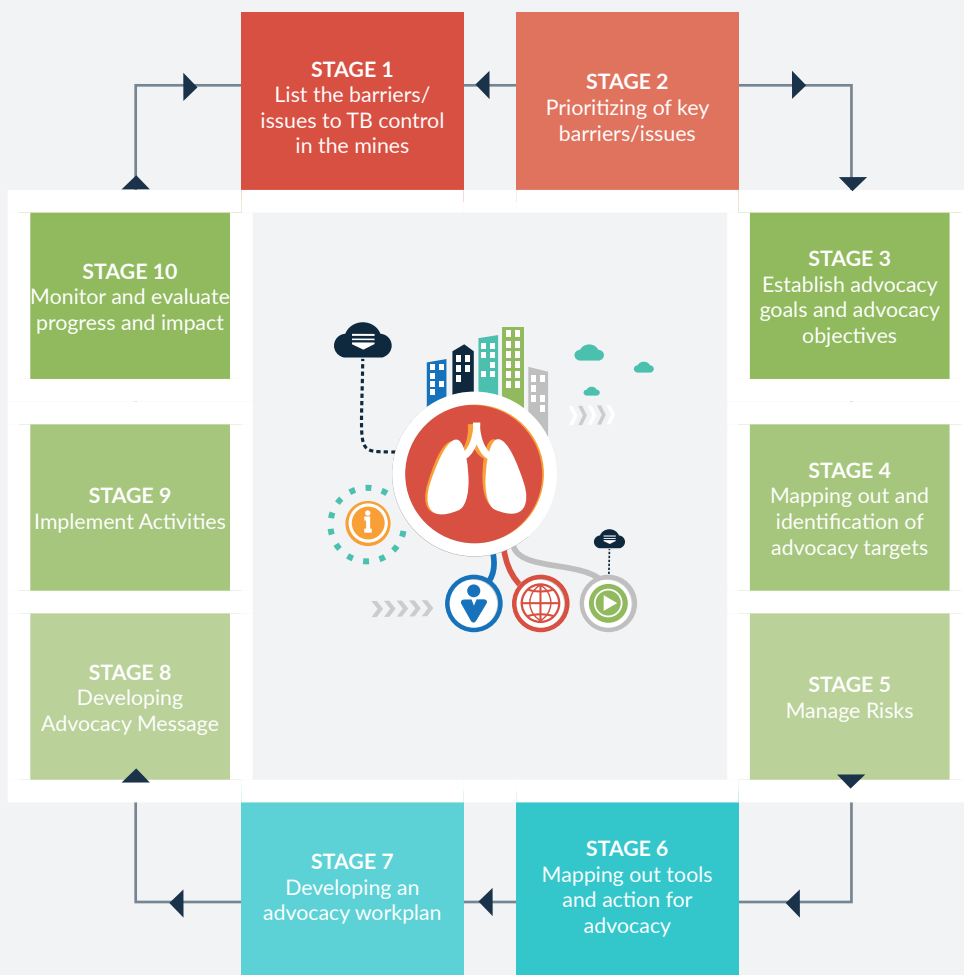 STAGE 1
List the barriers/
issues to TB control
in the mines
STAGE 2
Prioritizing of key
barriers/issues
STAGE 3
Establish advocacy
goals and advocacy
objectives
STAGE 4
Mapping out and
identification of
advocacy targets
STAGE 5
Manage Risks
STAGE 6
Mapping out tools
and action for
advocacy
STAGE 7
Developing an
advocacy workplan
STAGE 8
Developing
Advocacy Message
STAGE 9
Implement Activities
STAGE 10
Monitor and evaluate
progress and impact
i